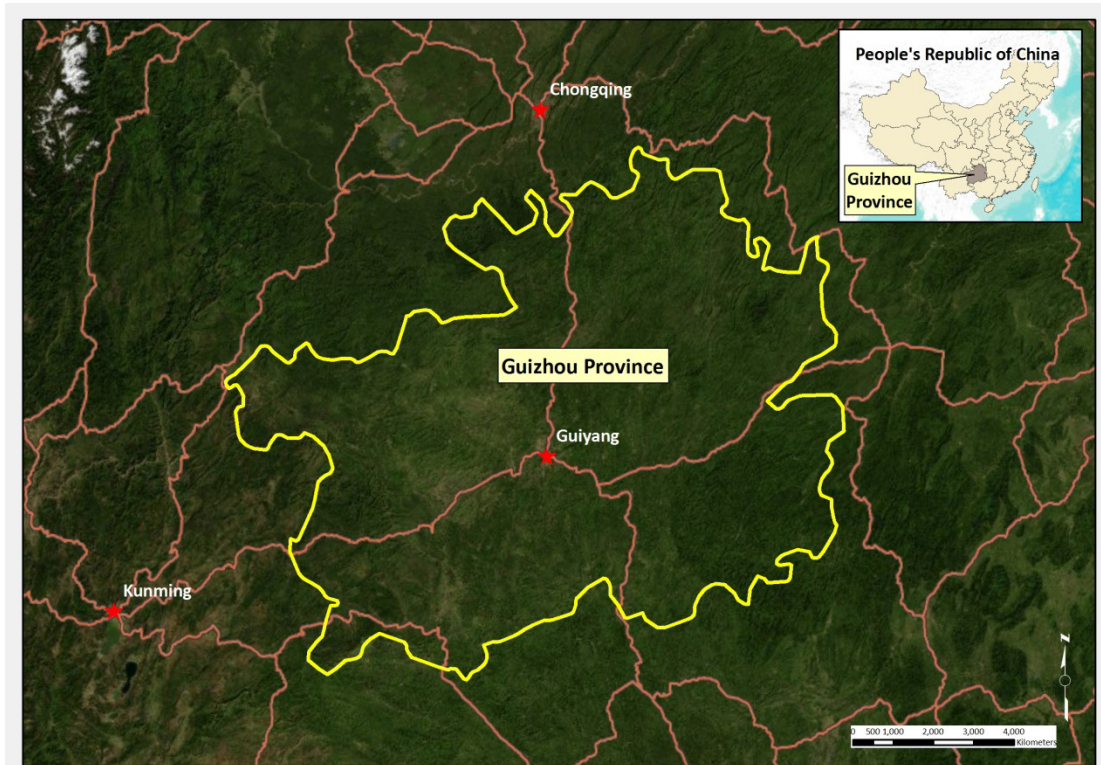 People's Republic of China
Guizhou
Province
Chongqing
Guizhou Province
Guiyang
Kunming
N
0 500 1,000 2,000 3,000 4,000
Kilometers